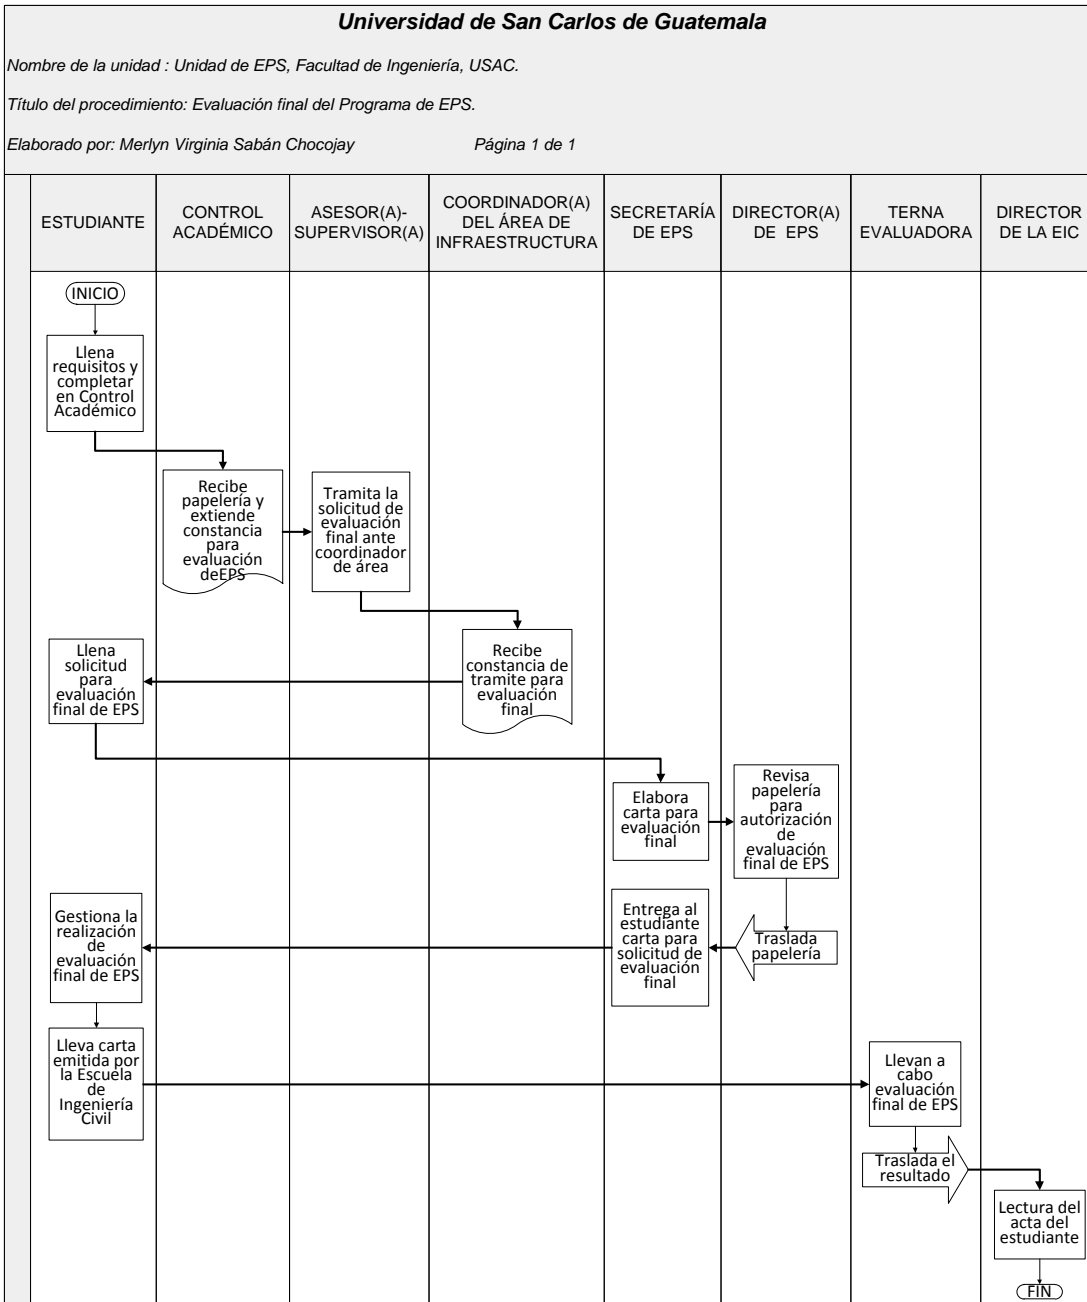 Universidad de San Carlos de Guatemala
Nombre de la unidad : Unidad de EPS, Facultad de Ingeniería, USAC.
Título del procedimiento: Evaluación final del Programa de EPS.
Elaborado por: Merlyn Virginia Sabán Chocojay Página 1 de 1
ESTUDIANTE
CONTROL
ACADÉMICO
ASESOR(A)-
SUPERVISOR(A)
COORDINADOR(A)
DEL ÁREA DE
INFRAESTRUCTURA
SECRETARÍA
DE EPS
DIRECTOR(A)
DE EPS
TERNA
EVALUADORA
DIRECTOR
DE LA EIC
INICIO
Llena
requisitos y
completar
en Control
Académico
Recibe
papelería y
extiende
constancia
para
evaluación
deEPS
Tramita la
solicitud de
evaluación
final ante
coordinador
de área
Recibe
constancia de
tramite para
evaluación
final
Llena
solicitud
para
evaluación
final de EPS
Elabora
carta para
evaluación
final
Revisa
papelería
para
autorización
de
evaluación
final de EPS
Traslada
papelería
Entrega al
estudiante
carta para
solicitud de
evaluación
final
Gestiona la
realización
de
evaluación
final de EPS
Lleva carta
emitida por
la Escuela
de
Ingeniería
Civil
Llevan a
cabo
evaluación
final de EPS
Traslada el
resultado
Lectura del
acta del
estudiante
FIN